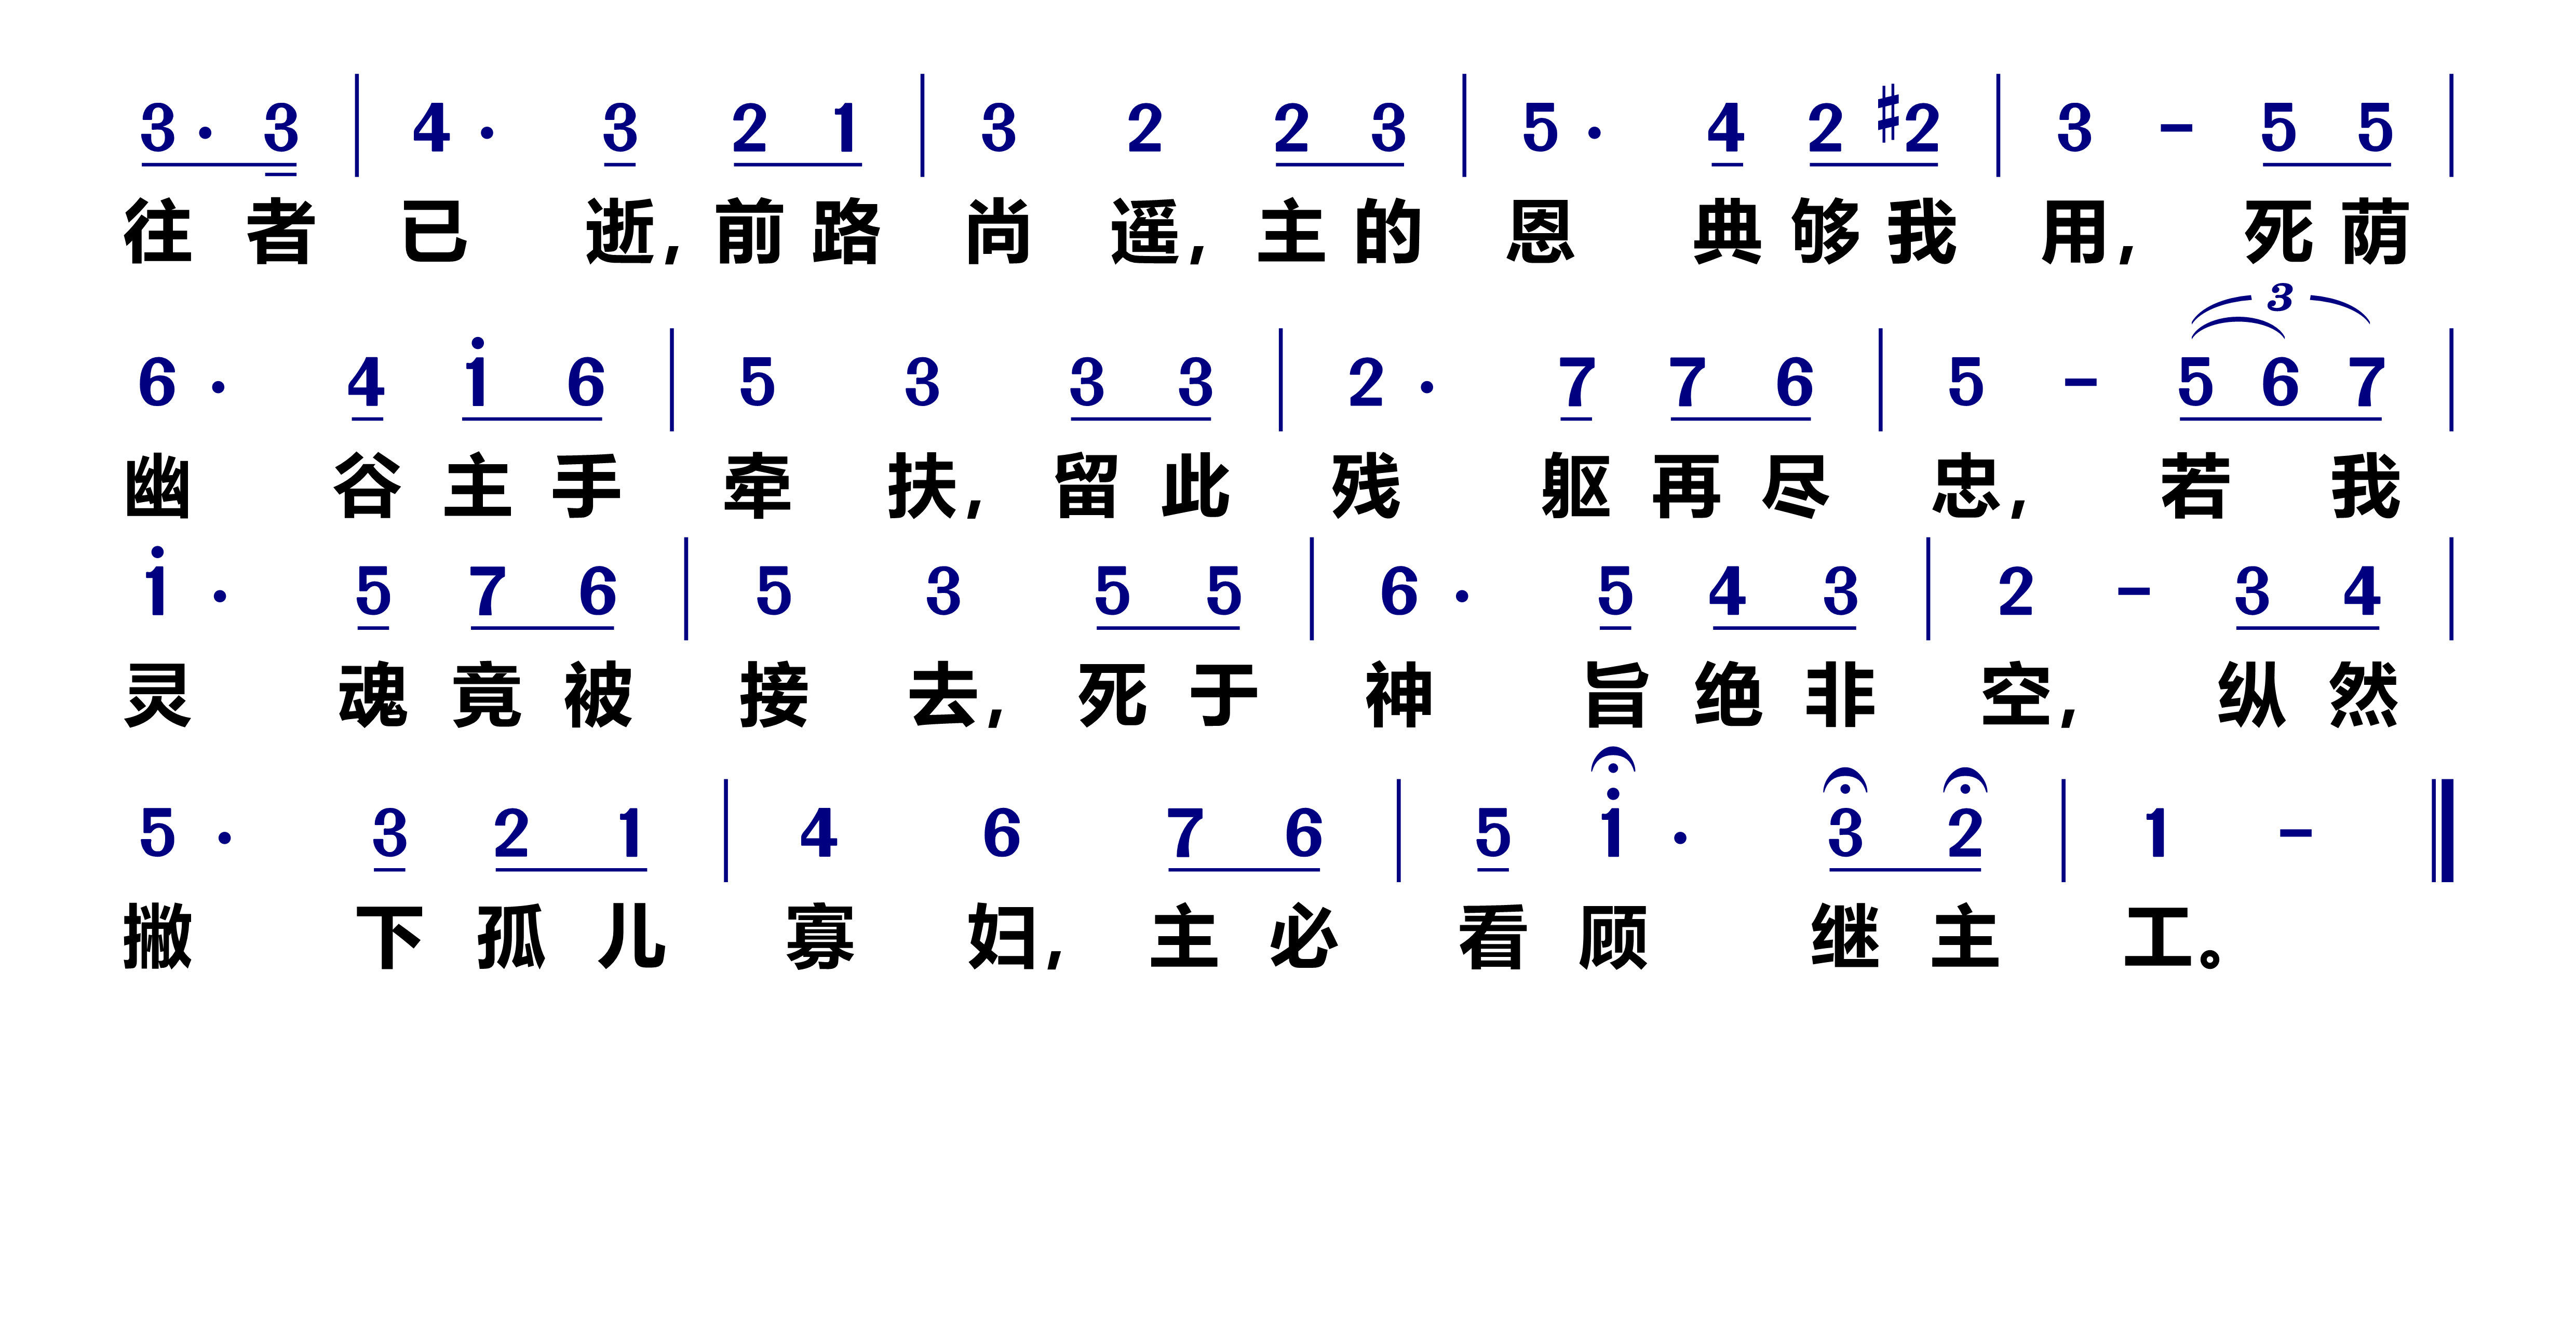 3· 3 | 4· 3 2 1 | 3 2 2 3 | 5· 4 2 #2 | 3 - 5 5 |
往者已逝,前路尚遥,主的恩典够我用,死荫
3
6· 4 i 6 | 5 3 3 3 | 2· 7 7 6 | 5 - 5 6 7 |
幽谷主手牵扶,留此残躯再尽忠,若我
i· 5 7 6 | 5 3 5 5 | 6· 5 4 3 | 2 - 3 4 |
灵魂竟被接去,死于神旨绝非空,纵然
5· 3 2 1 | 4 6 7 6 | 5 i· 3 2 | 1 - ‖
撇下孤儿寡妇,主必看顾继主工。